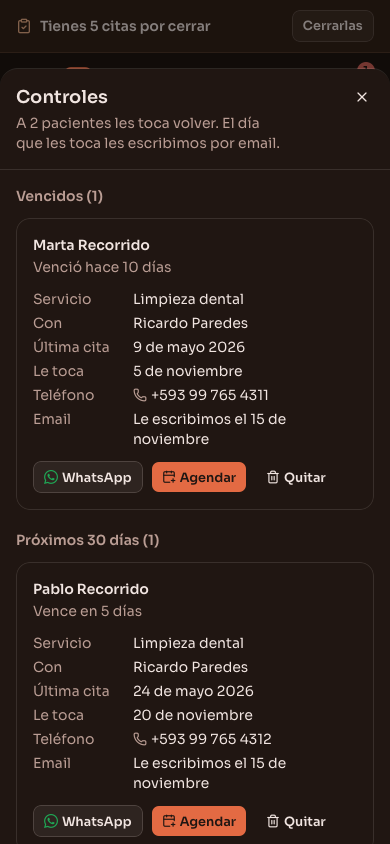 Tienes 5 citas por cerrar
Cerrarlas
Controles
A 2 pacientes les toca volver. El día
que les toca les escribimos por email.
Vencidos (1)
Marta Recorrido
Venció hace 10 días
Servicio Limpieza dental
Con Ricardo Paredes
Última cita 9 de mayo 2026
Le toca 5 de noviembre
Teléfono +593 99 765 4311
Email Le escribimos el 15 de
noviembre
WhatsApp Agendar Quitar
Próximos 30 días (1)
Pablo Recorrido
Vence en 5 días
Servicio Limpieza dental
Con Ricardo Paredes
Última cita 24 de mayo 2026
Le toca 20 de noviembre
Teléfono +593 99 765 4312
Email Le escribimos el 15 de
noviembre
WhatsApp Agendar Quitar